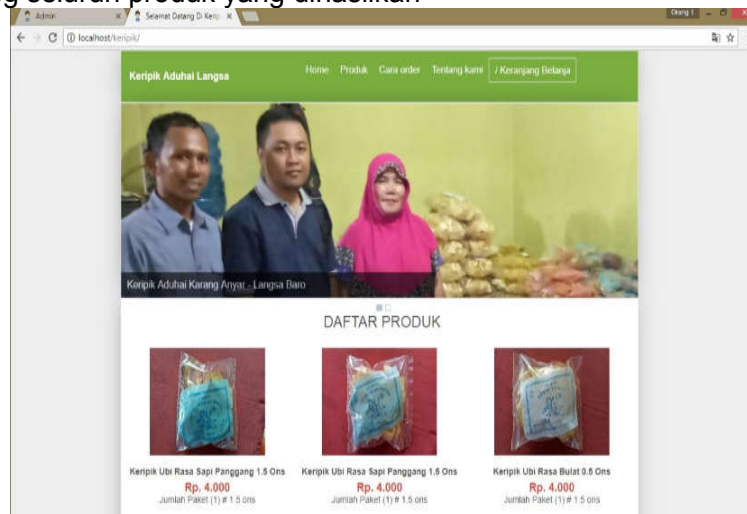 seluruh produk yang dihasilkan
Admin
Selamat Datang Di Kerip
Orang 1
localhost/keripik/
Keripik Aduhai Langsa
Home Produk Cara order Tentang kami / Keranjang Belanja
Keripik Aduhai Karang Anyar - Langsa Baro
DAFTAR PRODUK
Keripik Ubi Rasa Sapi Panggang 1.5 Ons
Rp. 4.000
Jumlah Paket (1) # 1.5 ons
Keripik Ubi Rasa Sapi Panggang 1.5 Ons
Rp. 4.000
Jumlah Paket (1) # 1.5 ons
Keripik Ubi Rasa Bulat 0.5 Ons
Rp. 4.000
Jumlah Paket (1) # 1.5 ons